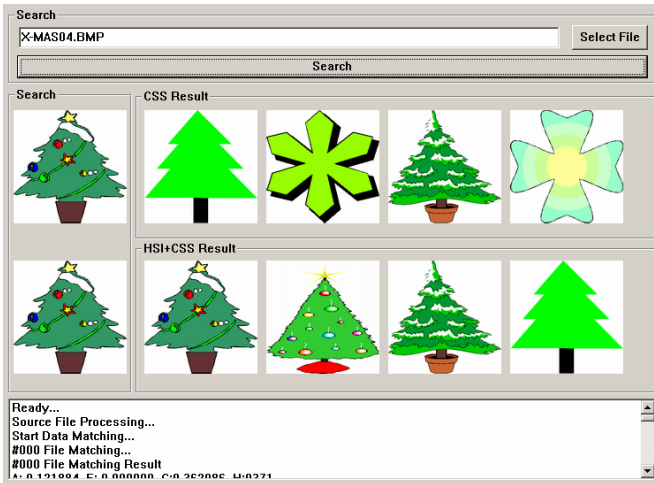 Search
X-MAS04.BMP
Select File
Search
Search
CSS Result
HSI+CSS Result
Ready...
Source File Processing...
Start Data Matching...
#000 File Matching...
#000 File Matching Result